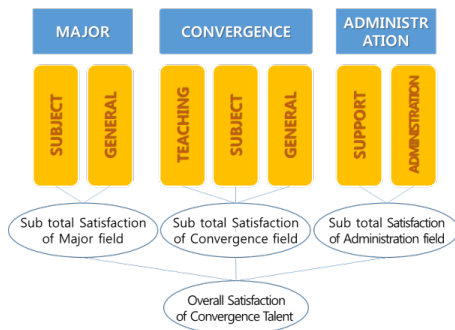 MAJOR
CONVERGENCE
ADMINISTR
ATION
SUBJECT
GENERAL
TEACHING
SUBJECT
GENERAL
SUPPORT
ADMINISTRATION
Sub total Satisfaction
of Major field
Sub total Satisfaction
of Convergence field
Sub total Satisfaction
of Administration field
Overall Satisfaction
of Convergence Talent